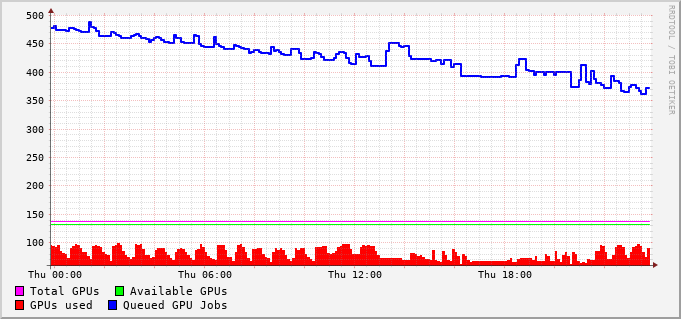 500
450
400
350
300
250
200
150
100
Thu 00:00 Thu 06:00 Thu 12:00 Thu 18:00
Total GPUs Available GPUs
GPUs used Queued GPU Jobs
RRDTOOL / TOBI OETIKER